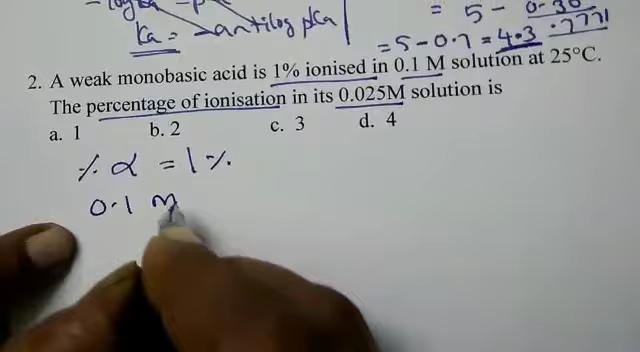 = 5 - 0.30
Ka = -antilog pKa
.7771
= 5 - 0.7 = 4.3
2. A weak monobasic acid is 1% ionised in 0.1 M solution at 25°C.
The percentage of ionisation in its 0.025M solution is
a. 1 b. 2 c. 3 d. 4
% α = 1%
0.1 M